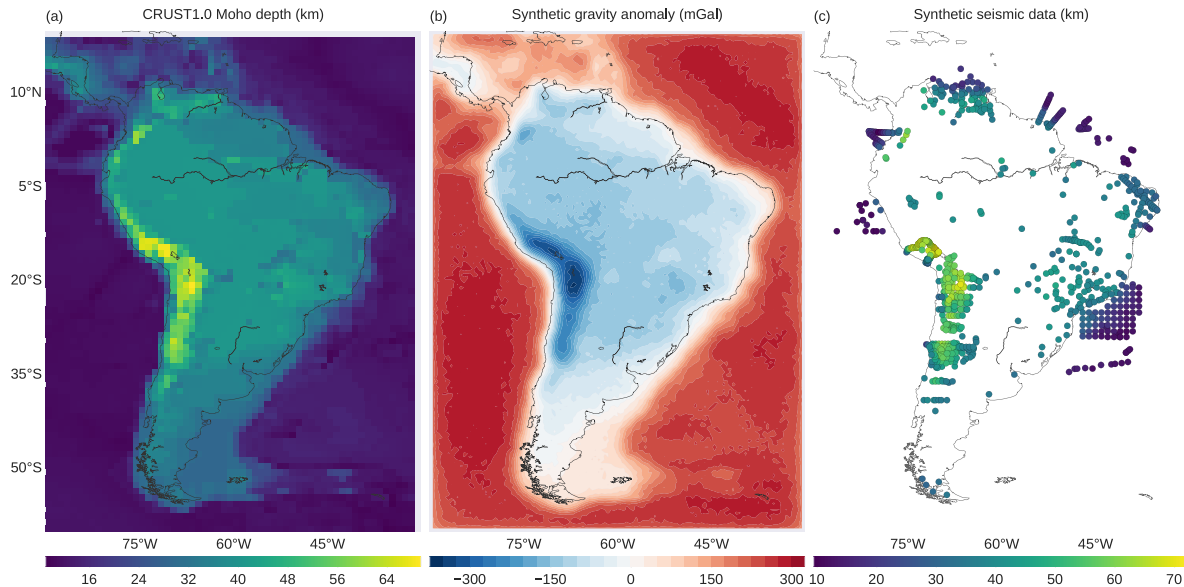 (a) CRUST1.0 Moho depth (km)
(b) Synthetic gravity anomaly (mGal)
(c) Synthetic seismic data (km)
10°N
5°S
20°S
35°S
50°S
75°W 60°W 45°W
75°W 60°W 45°W
75°W 60°W 45°W
16 24 32 40 48 56 64
−300 −150 0 150 300
10 20 30 40 50 60 70